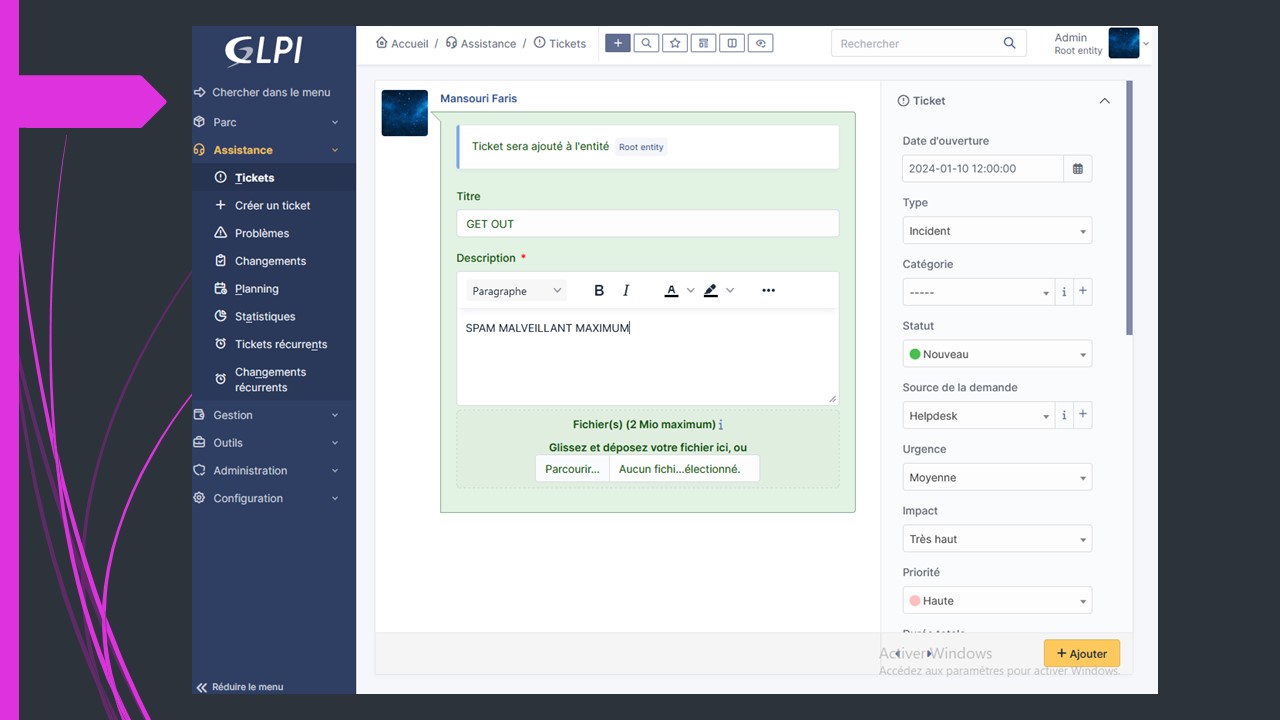 GLPI
Accueil / Assistance / Tickets
Rechercher
Admin
Root entity
Chercher dans le menu
Parc
Assistance
Tickets
Créer un ticket
Problèmes
Changements
Planning
Statistiques
Tickets récurrents
Changements
récurrents
Gestion
Outils
Administration
Configuration
Réduire le menu
Mansouri Faris
Ticket sera ajouté à l'entité Root entity
Titre
GET OUT
Description *
Paragraphe B I A ...
SPAM MALVEILLANT MAXIMUM
Fichier(s) (2 Mio maximum) i
Glissez et déposez votre fichier ici, ou
Parcourir... Aucun fichi...électionné.
Ticket
Date d'ouverture
2024-01-10 12:00:00
Type
Incident
Catégorie
----- i +
Statut
Nouveau
Source de la demande
Helpdesk i +
Urgence
Moyenne
Impact
Très haut
Priorité
Haute
+ Ajouter
Activer Windows
Accédez aux paramètres pour activer Windows.